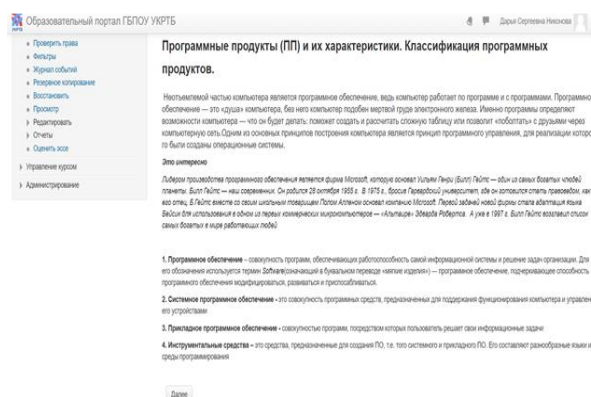 Образовательный портал ГБПОУ УКРТБ
Дарья Сергеевна Никонова
Проверить права
Фильтры
Журнал событий
Резервное копирование
Восстановить
Просмотр
Редактировать
Отчеты
Оценить эссе
Управление курсом
Администрирование
Программные продукты (ПП) и их характеристики. Классификация программных
продуктов.
Неотъемлемой частью компьютера является программное обеспечение, ведь компьютер работает по программе и с программами. Программно
обеспечение — это «душа» компьютера, без него компьютер подобен мертвой груде электронного железа. Именно программы определяют
возможности компьютера — что он будет делать: поможет создать и рассчитать сложную таблицу или позволит «поболтать» с друзьями через
компьютерную сеть.Одним из основных принципов построения компьютера является принцип программного управления, для реализации которо
го были созданы операционные системы.
Это интересно
Лидером производства программного обеспечения является фирма Microsoft, которую основал Уильям Генри (Билл) Гейтс — один из самых богатых людей
планеты. Билл Гейтс — наш современник. Он родился 28 октября 1955 г. В 1975 г., бросив Гарвардский университет, где он готовился стать правоведом, как
его отец, Б.Гейтс вместе со своим школьным товарищем Полом Алленом основал компанию Microsoft. Первой задачей новой фирмы стала адаптация языка
Бейсик для использования в одном из первых коммерческих микрокомпьютеров — «Альтаире» Эдварда Робертса. А уже в 1997 г. Билл Гейтс возглавил список
самых богатых в мире работающих людей
1. Программное обеспечение – совокупность программ, обеспечивающих работоспособность самой информационной системы и решение задач организации. Для
его обозначения используется термин Software(означающий в буквальном переводе «мягкие изделия») — программное обеспечение, подчеркивающее способность
программного обеспечения модифицироваться, развиваться и приспосабливаться.
2. Системное программное обеспечение - это совокупность программных средств, предназначенных для поддержания функционирования компьютера и управлен
его устройствами
3. Прикладное программное обеспечение - совокупностью программ, посредством которых пользователь решает свои информационные задачи
4. Инструментальные средства – это средства, предназначенные для создания ПО, т.е. того системного и прикладного ПО. Его составляют разнообразные языки и
среды программирования
Далее